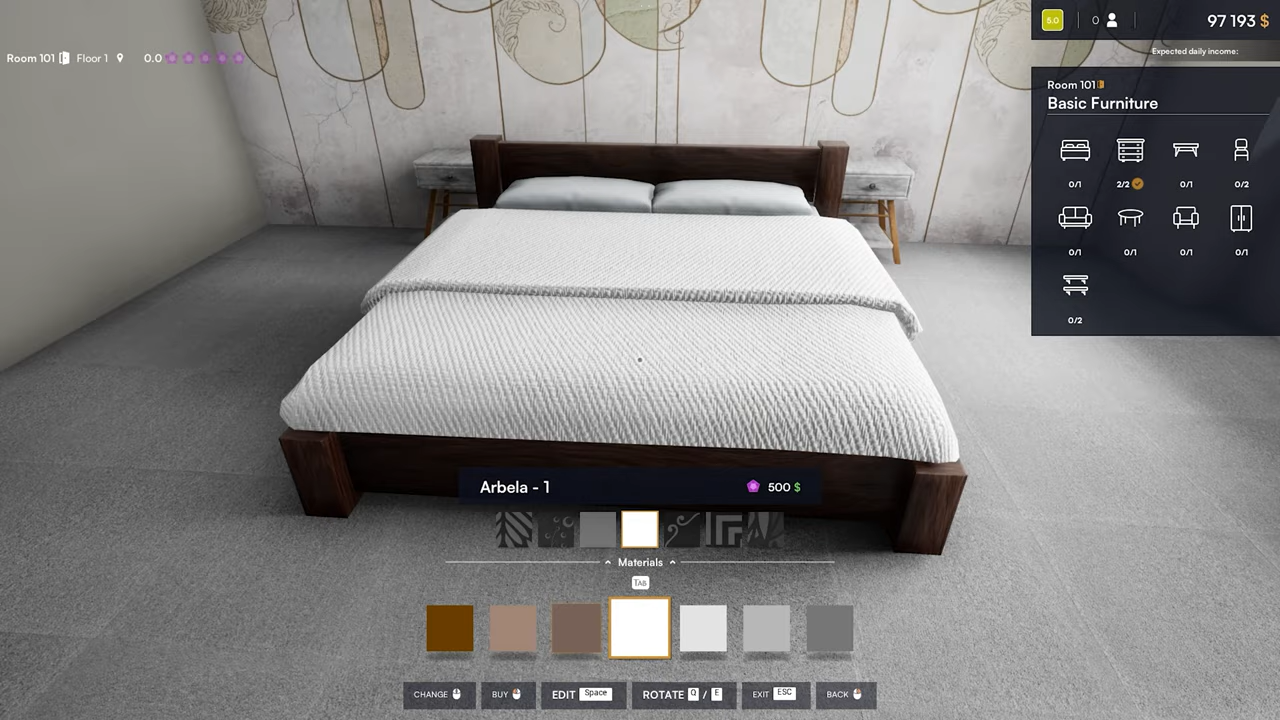 5.0
0
97 193 $
Expected daily income:
Room 101 Floor 1 0.0
Room 101
Basic Furniture
0/1 2/2 0/1 0/2
0/1 0/1 0/1 0/1
0/2
Arbela - 1 500 $
Materials
TAB
CHANGE BUY EDIT Space ROTATE Q / E EXIT ESC BACK